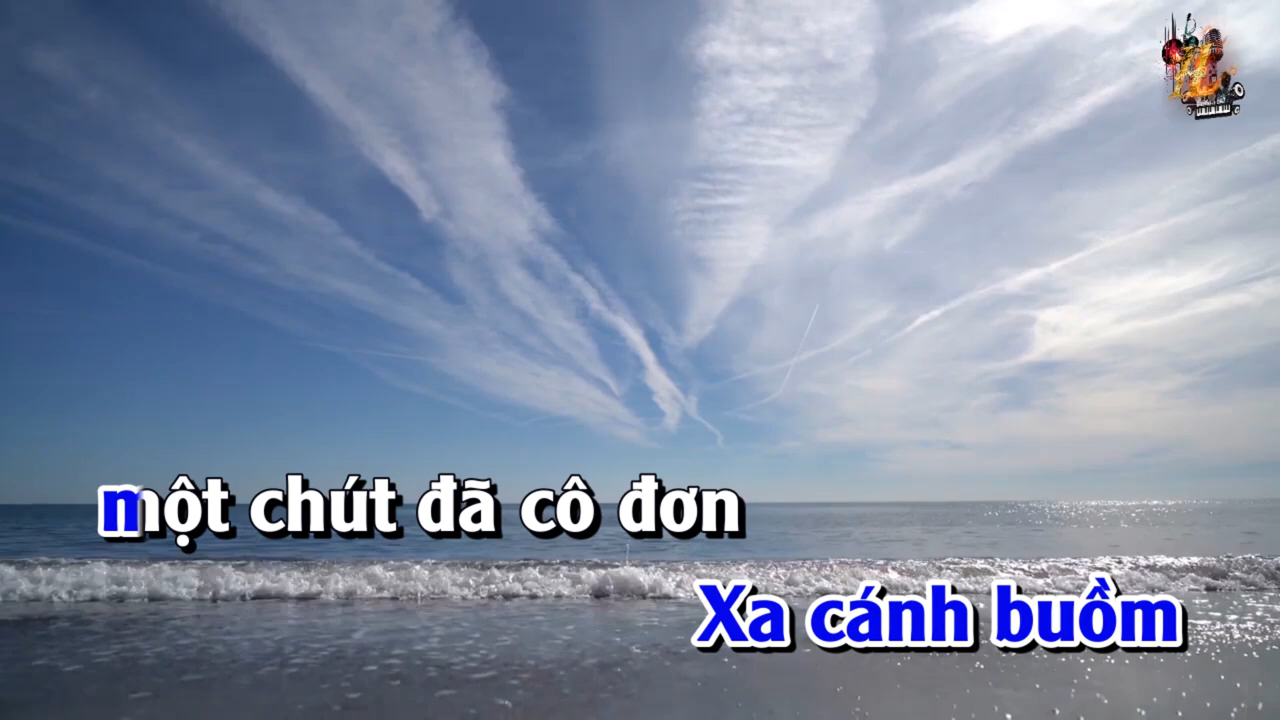 một chút đã cô đơn
Xa cánh buồm